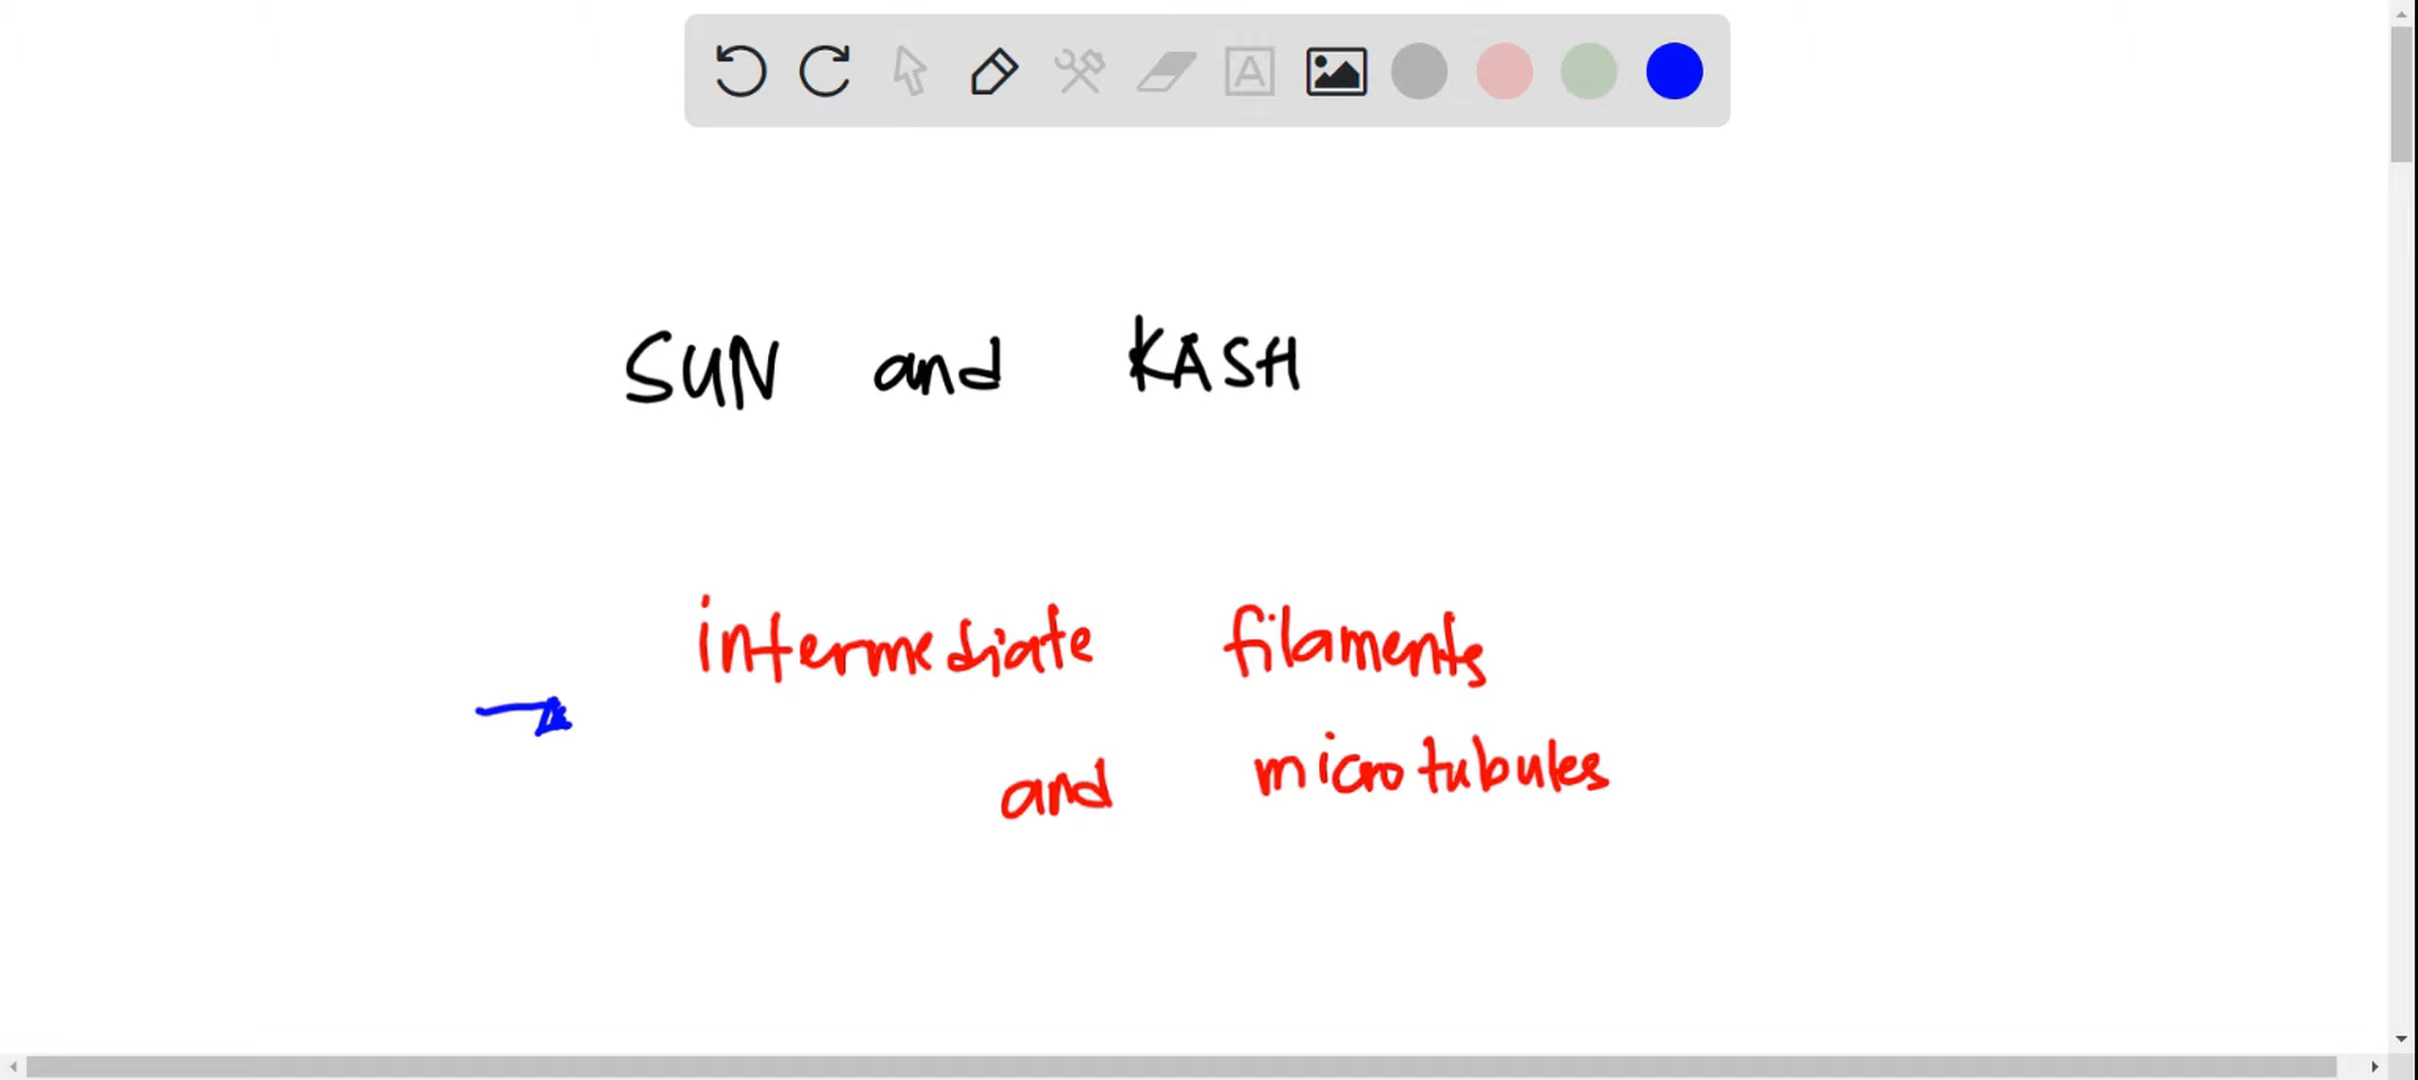 A
SUN and KASH
intermediate filaments
and microtubules